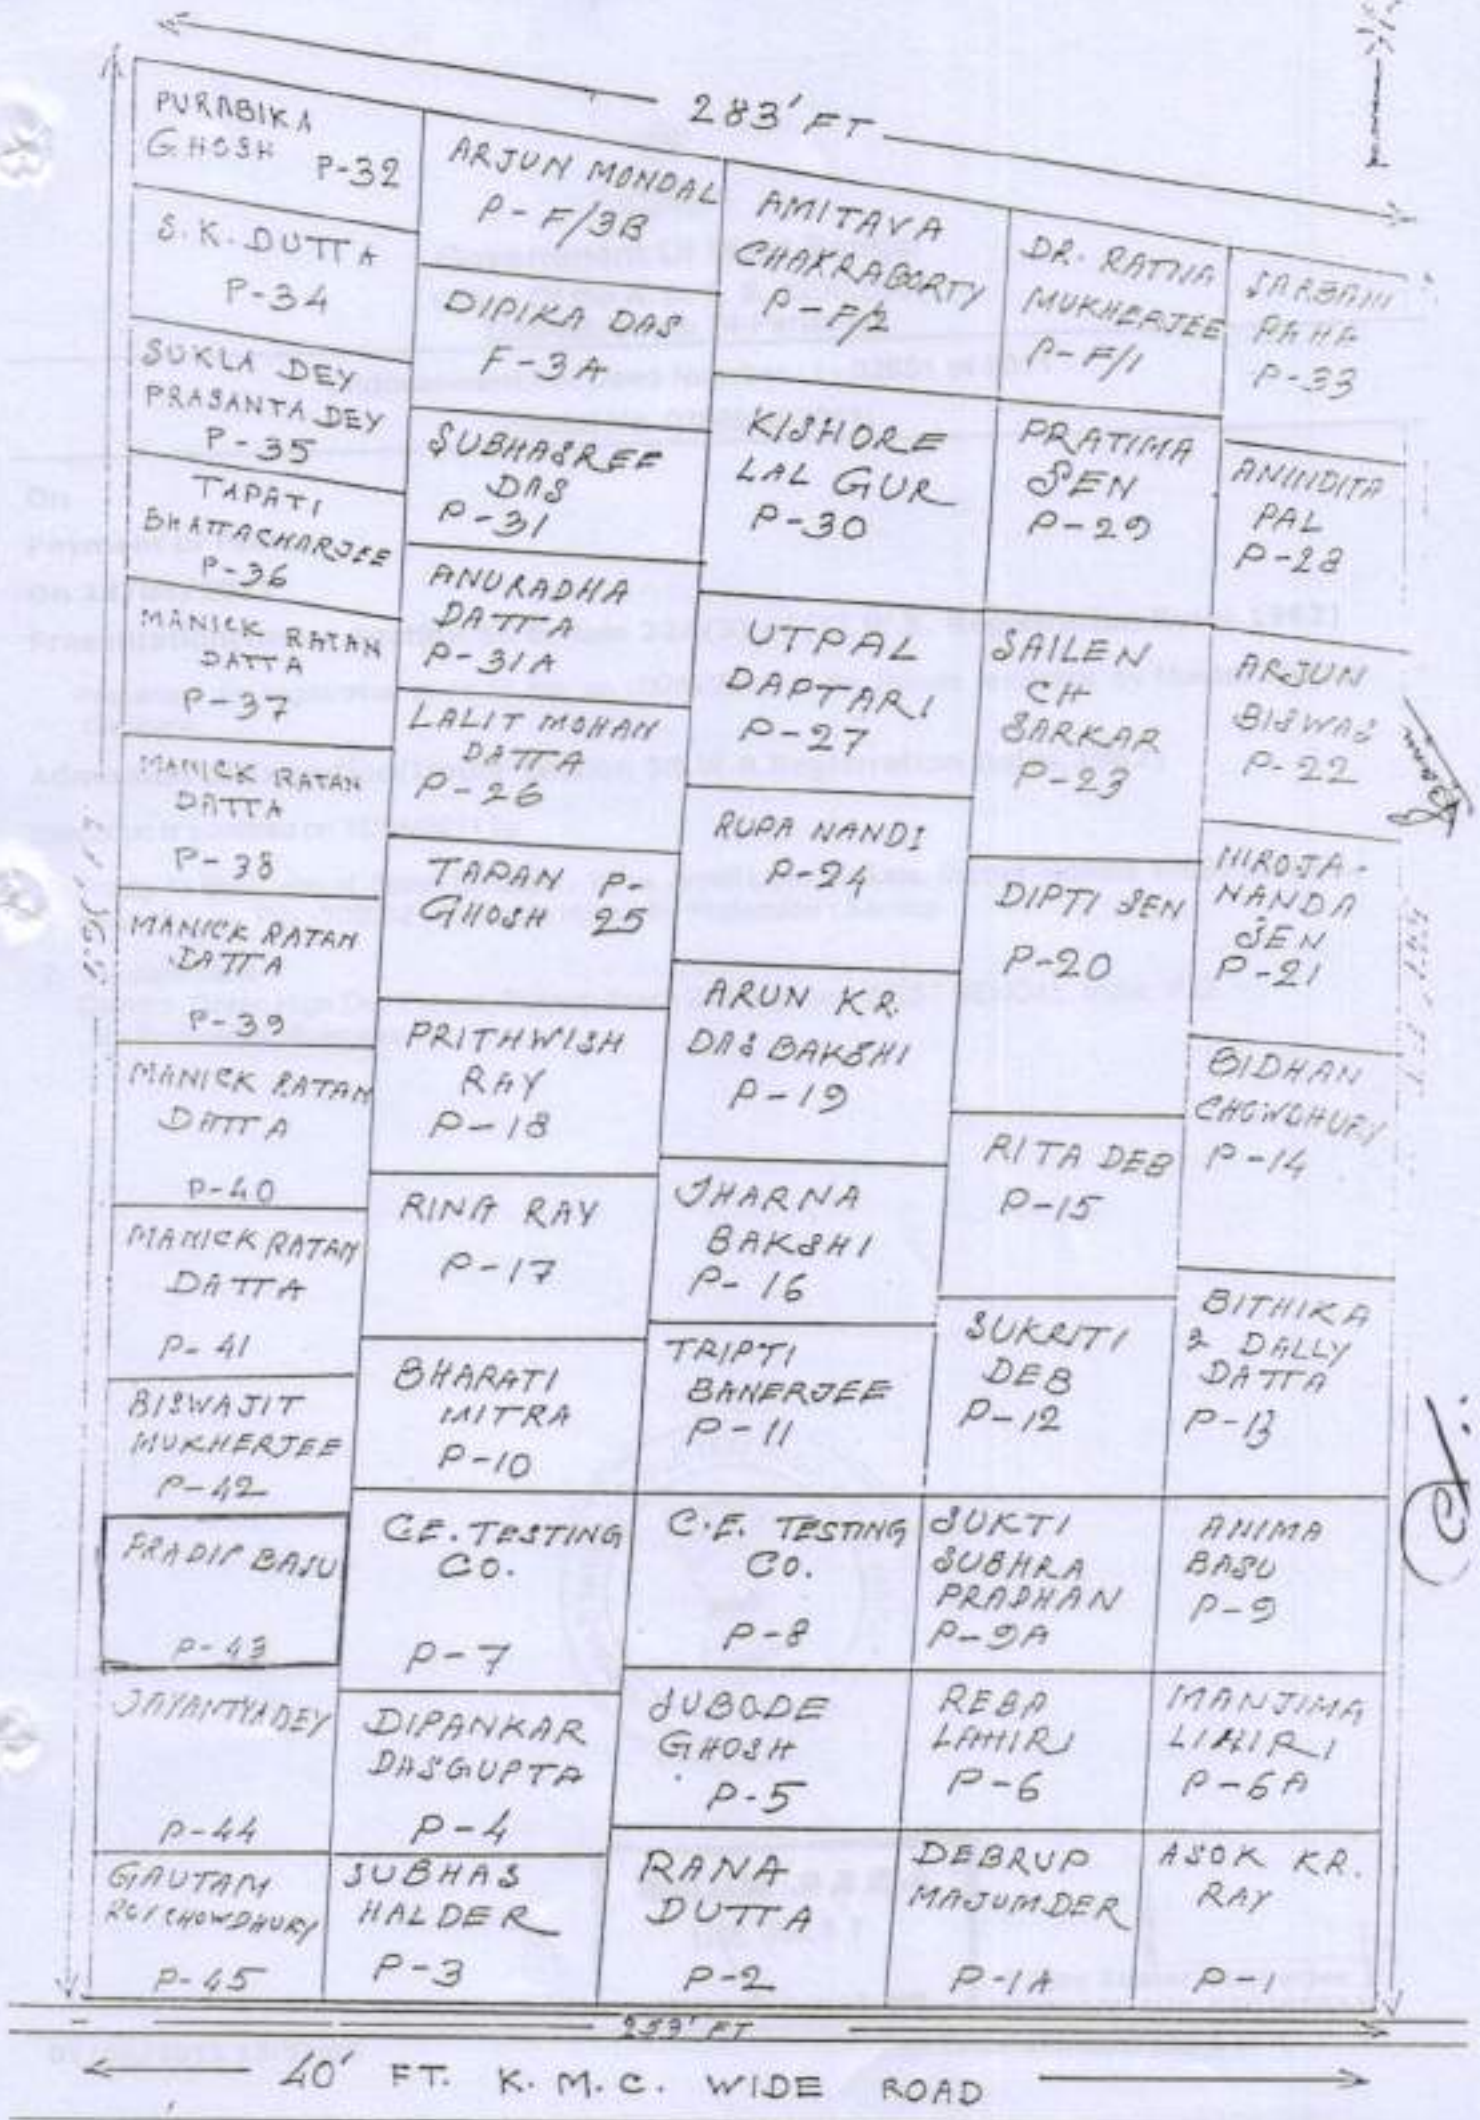 283' FT
PURABIKA
GHOSH P-32
S.K. DUTTA
P-34
SUKLA DEY
PRASANTA DEY
P-35
TAPATI
BHATTACHARJEE
P-36
MANICK RATAN
DATTA
P-37
MANICK RATAN
DATTA
P-38
MANICK RATAN
DATTA
P-39
MANICK RATAN
DATTA
P-40
MANICK RATAN
DATTA
P-41
BISWAJIT
MUKHERJEE
P-42
PRADIP BASU
P-43
JAYANTYA DEY
P-44
GAUTAM
ROY CHOWDHURY
P-45
ARJUN MONDAL
P-F/3B
DIPIKA DAS
F-3A
SUBHASREE
DAS
P-31
ANURADHA
DATTA
P-31A
LALIT MOHAN
DATTA
P-26
TAPAN P-
GHOSH 25
PRITHWISH
RAY
P-18
RINA RAY
P-17
BHARATI
MITRA
P-10
C.E. TESTING
CO.
P-7
DIPANKAR
DASGUPTA
P-4
SUBHAS
HALDER
P-3
AMITAVA
CHAKRABORTY
P-F/2
KISHORE
LAL GUR
P-30
UTPAL
DAPTARI
P-27
RUPA NANDI
P-24
ARUN KR.
DAS BAKSHI
P-19
JHARNA
BAKSHI
P-16
TRIPTI
BANERJEE
P-11
C.E. TESTING
CO.
P-8
SUBODE
GHOSH
P-5
RANA
DUTTA
P-2
DR. RATNA
MUKHERJEE
P-F/1
PRATIMA
SEN
P-29
SAILEN
CH
SARKAR
P-23
DIPTI SEN
P-20
RITA DEB
P-15
SUKRITI
DEB
P-12
SUKTI
SUBHRA
PRADHAN
P-9A
REBA
LAHIRI
P-6
DEBRUP
MAJUMDER
P-1A
SARBANI
RAHA
P-33
ANINDITA
PAL
P-28
ARJUN
BISWAS
P-22
NIROJA
NANDA
SEN
P-21
BIDHAN
CHOWDHURY
P-14
BITHIKA
& DALLY
DATTA
P-13
ANIMA
BASU
P-9
MANJIMA
LIHIRI
P-6A
ASOK KR.
RAY
P-1
253' FT
40' FT. K.M.C. WIDE ROAD